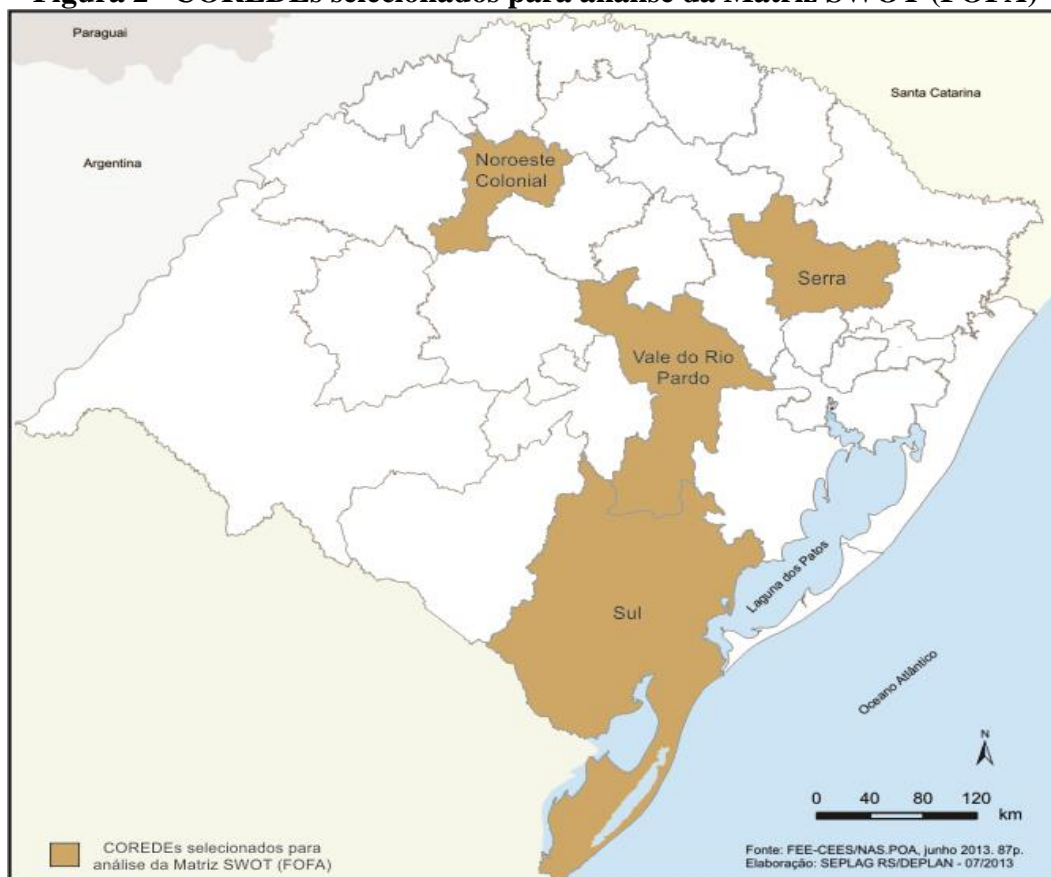 Figura 2 - COREDEs selecionados para análise da Matriz SWOT (FOFA)
Paraguai
Santa Catarina
Argentina
Noroeste
Colonial
Serra
Vale do Rio
Pardo
Laguna dos Patos
Sul
Oceano Atlântico
N
0 40 80 120
km
COREDEs selecionados para
análise da Matriz SWOT (FOFA)
Fonte: FEE-CEES/NAS.POA, junho 2013. 87p.
Elaboração: SEPLAG RS/DEPLAN - 07/2013